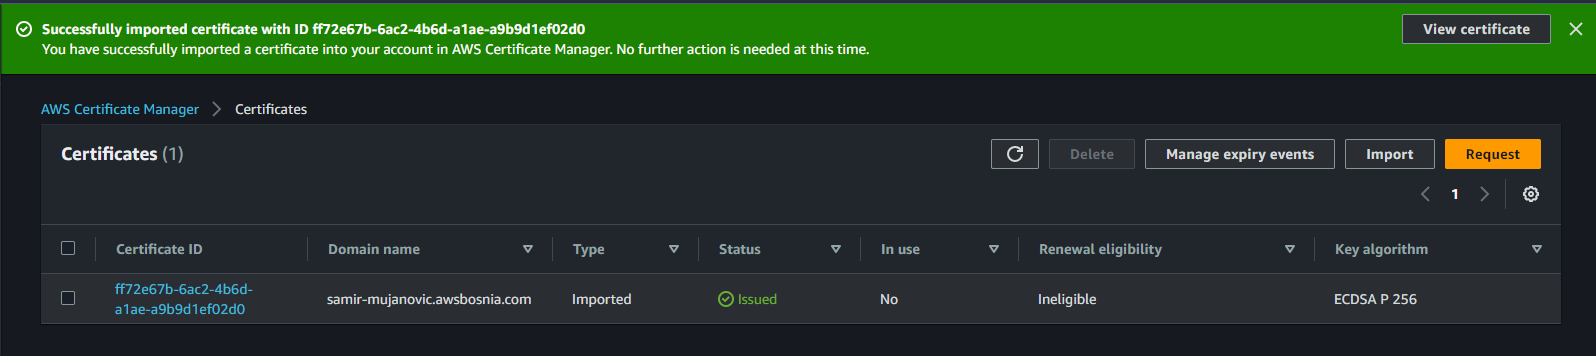 Successfully imported certificate with ID ff72e67b-6ac2-4b6d-a1ae-a9b9d1ef02d0
You have successfully imported a certificate into your account in AWS Certificate Manager. No further action is needed at this time.
View certificate
AWS Certificate Manager > Certificates
Certificates (1)
Delete
Manage expiry events
Import
Request
1
Certificate ID
Domain name
Type
Status
In use
Renewal eligibility
Key algorithm
ff72e67b-6ac2-4b6d-
a1ae-a9b9d1ef02d0
samir-mujanovic.awsbosnia.com
Imported
Issued
No
Ineligible
ECDSA P 256